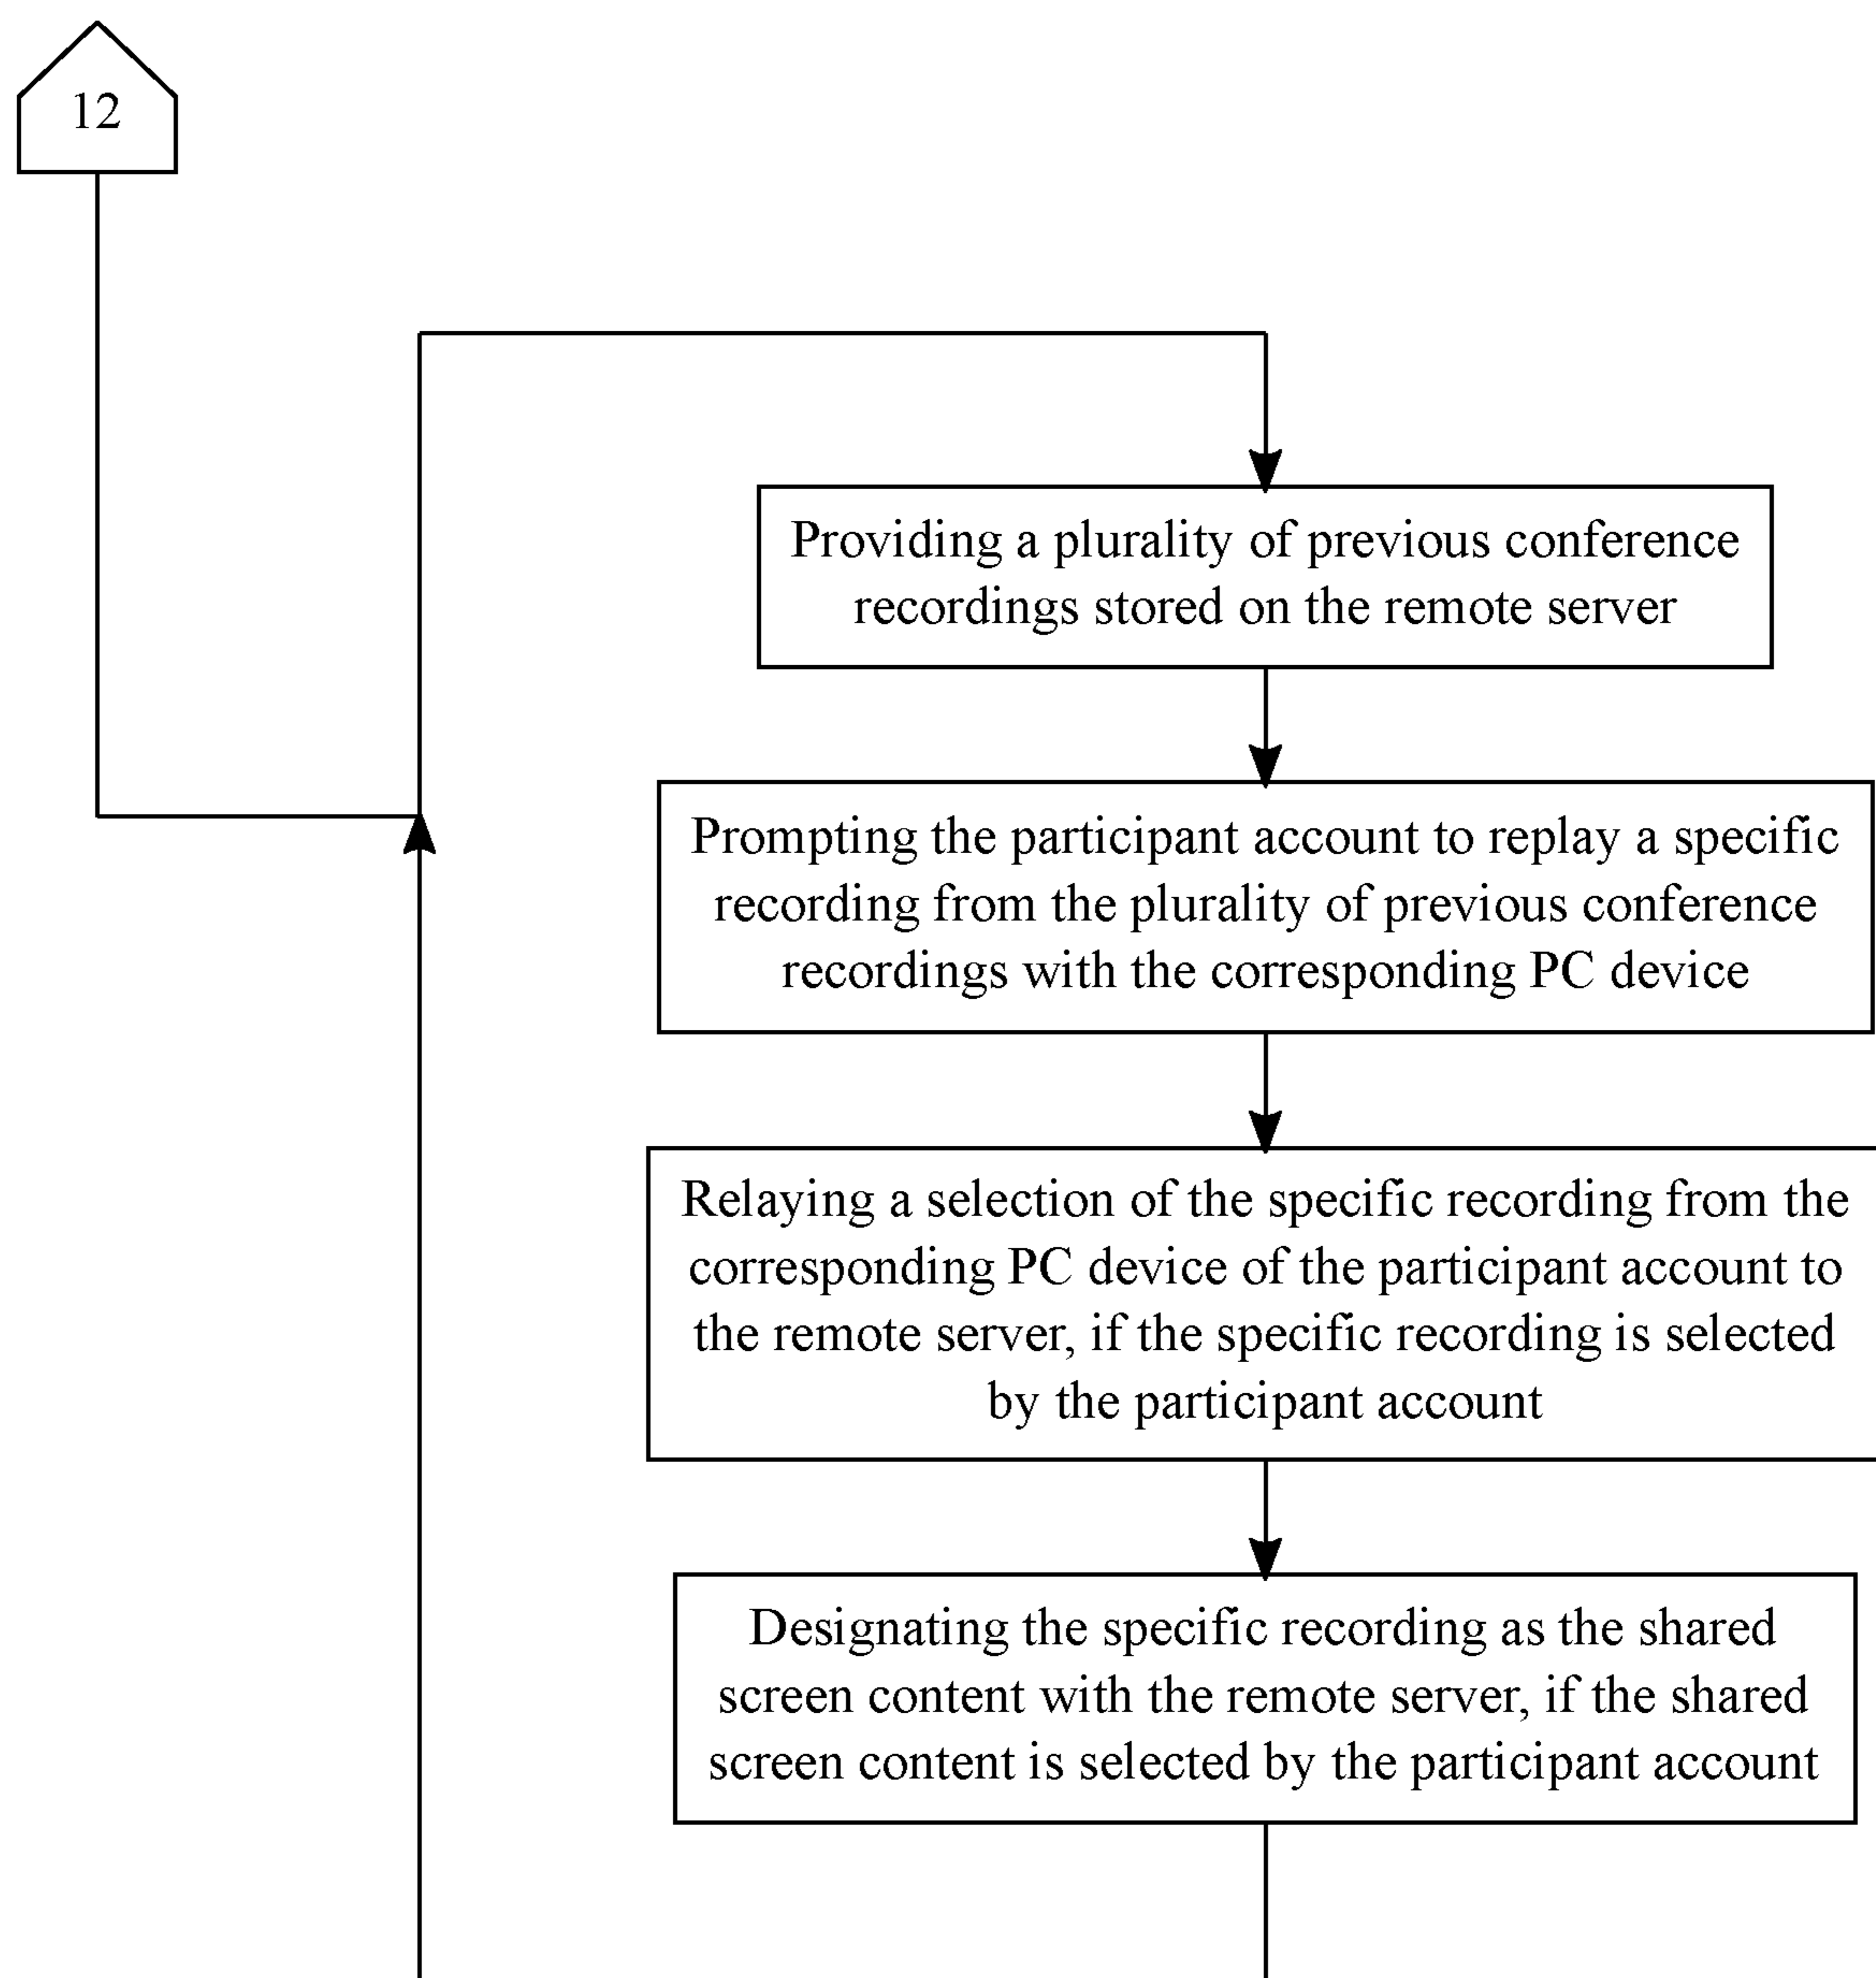 12
Providing a plurality of previous conference
recordings stored on the remote server
Prompting the participant account to replay a specific
recording from the plurality of previous conference
recordings with the corresponding PC device
Relaying a selection of the specific recording from the
corresponding PC device of the participant account to
the remote server, if the specific recording is selected
by the participant account
Designating the specific recording as the shared
screen content with the remote server, if the shared
screen content is selected by the participant account